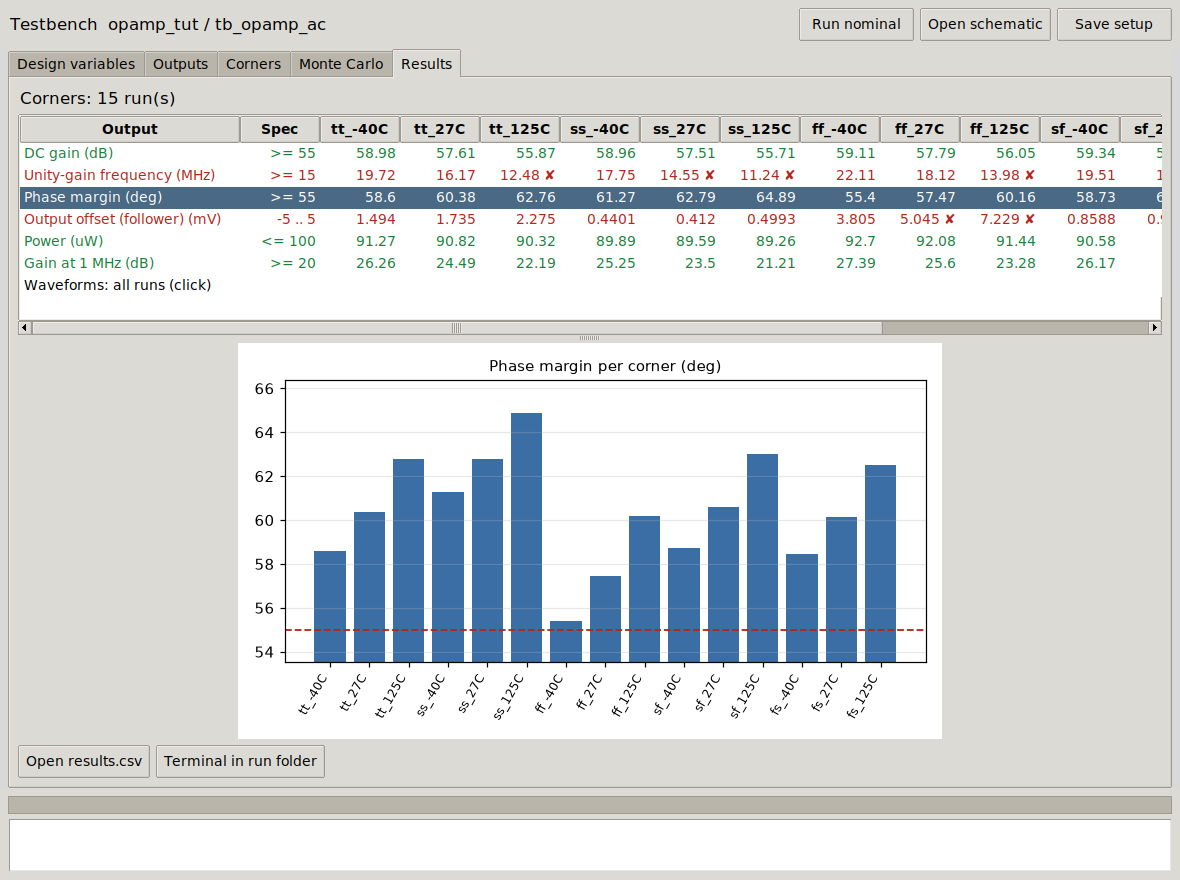 Testbench  opamp_tut / tb_opamp_ac
Run nominal
Open schematic
Save setup
Design variables
Outputs
Corners
Monte Carlo
Results
Corners: 15 run(s)
Output Spec tt_-40C tt_27C tt_125C ss_-40C ss_27C ss_125C ff_-40C ff_27C ff_125C sf_-40C sf_2
DC gain (dB) >= 55 58.98 57.61 55.87 58.96 57.51 55.71 59.11 57.79 56.05 59.34 5
Unity-gain frequency (MHz) >= 15 19.72 16.17 12.48 ✘ 17.75 14.55 ✘ 11.24 ✘ 22.11 18.12 13.98 ✘ 19.51 1
Phase margin (deg) >= 55 58.6 60.38 62.76 61.27 62.79 64.89 55.4 57.47 60.16 58.73 6
Output offset (follower) (mV) -5 .. 5 1.494 1.735 2.275 0.4401 0.412 0.4993 3.805 5.045 ✘ 7.229 ✘ 0.8588 0.
Power (uW) <= 100 91.27 90.82 90.32 89.89 89.59 89.26 92.7 92.08 91.44 90.58
Gain at 1 MHz (dB) >= 20 26.26 24.49 22.19 25.25 23.5 21.21 27.39 25.6 23.28 26.17
Waveforms: all runs (click)
Phase margin per corner (deg)
66
64
62
60
58
56
54
tt_-40C
tt_27C
tt_125C
ss_-40C
ss_27C
ss_125C
ff_-40C
ff_27C
ff_125C
sf_-40C
sf_27C
sf_125C
fs_-40C
fs_27C
fs_125C
Open results.csv
Terminal in run folder